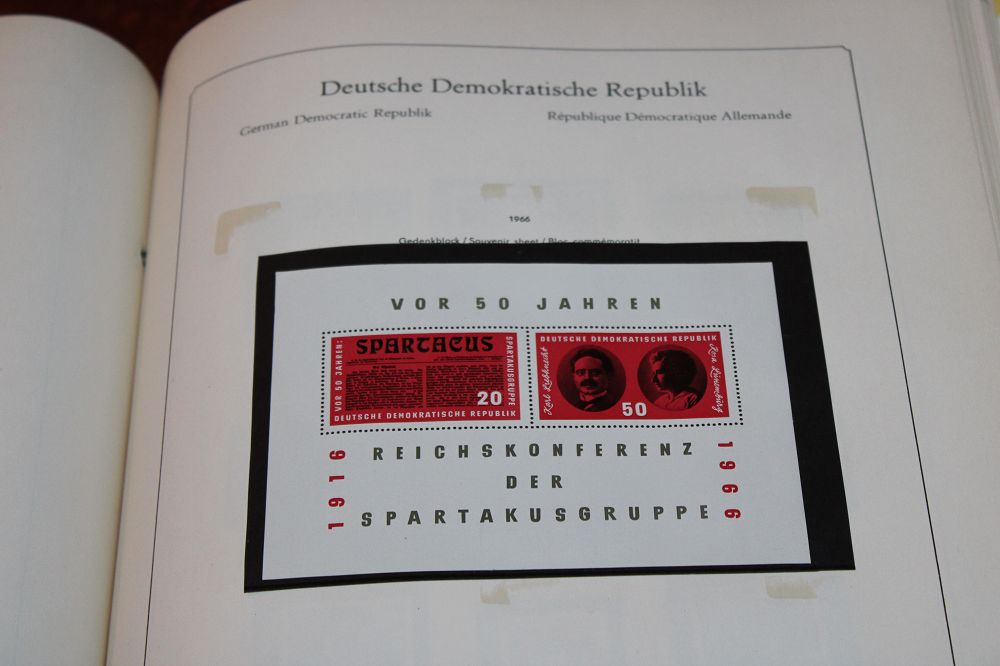 Deutsche Demokratische Republik
German Democratic Republik
République Démocratique Allemande
1966
Gedenkblock / Souvenir sheet / Bloc commémoratif
VOR 50 JAHREN
VOR 50 JAHREN:
SPARTACUS
SPARTAKUSGRUPPE
20
DEUTSCHE DEMOKRATISCHE REPUBLIK
DEUTSCHE DEMOKRATISCHE REPUBLIK
Karl Liebknecht
Rosa Luxemburg
50
1916
REICHSKONFERENZ
DER
SPARTAKUSGRUPPE
1966